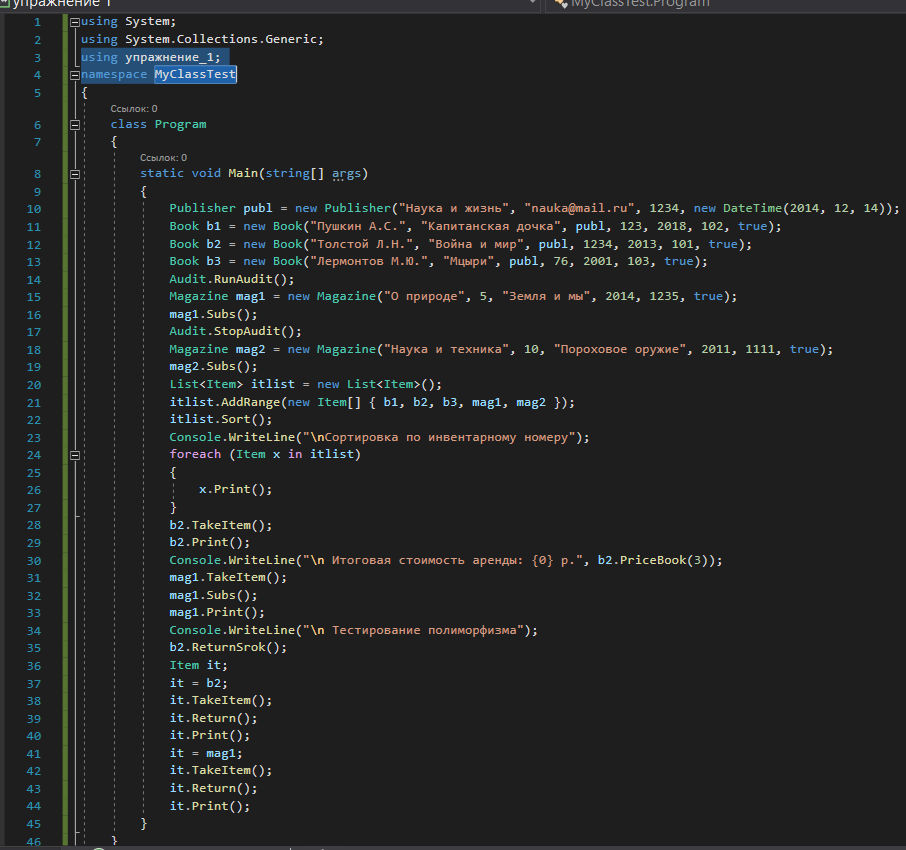 упражнение 1 MyClassTest.Program
1 using System;
2 using System.Collections.Generic;
3 using упражнение_1;
4 namespace MyClassTest
5 {
Ссылок: 0
6 class Program
7 {
Ссылок: 0
8 static void Main(string[] args)
9 {
10 Publisher publ = new Publisher("Наука и жизнь", "nauka@mail.ru", 1234, new DateTime(2014, 12, 14));
11 Book b1 = new Book("Пушкин А.С.", "Капитанская дочка", publ, 123, 2018, 102, true);
12 Book b2 = new Book("Толстой Л.Н.", "Война и мир", publ, 1234, 2013, 101, true);
13 Book b3 = new Book("Лермонтов М.Ю.", "Мцыри", publ, 76, 2001, 103, true);
14 Audit.RunAudit();
15 Magazine mag1 = new Magazine("О природе", 5, "Земля и мы", 2014, 1235, true);
16 mag1.Subs();
17 Audit.StopAudit();
18 Magazine mag2 = new Magazine("Наука и техника", 10, "Пороховое оружие", 2011, 1111, true);
19 mag2.Subs();
20 List<Item> itlist = new List<Item>();
21 itlist.AddRange(new Item[] { b1, b2, b3, mag1, mag2 });
22 itlist.Sort();
23 Console.WriteLine("\nСортировка по инвентарному номеру");
24 foreach (Item x in itlist)
25 {
26 x.Print();
27 }
28 b2.TakeItem();
29 b2.Print();
30 Console.WriteLine("\n Итоговая стоимость аренды: {0} р.", b2.PriceBook(3));
31 mag1.TakeItem();
32 mag1.Subs();
33 mag1.Print();
34 Console.WriteLine("\n Тестирование полиморфизма");
35 b2.ReturnSrok();
36 Item it;
37 it = b2;
38 it.TakeItem();
39 it.Return();
40 it.Print();
41 it = mag1;
42 it.TakeItem();
43 it.Return();
44 it.Print();
45 }
46 }